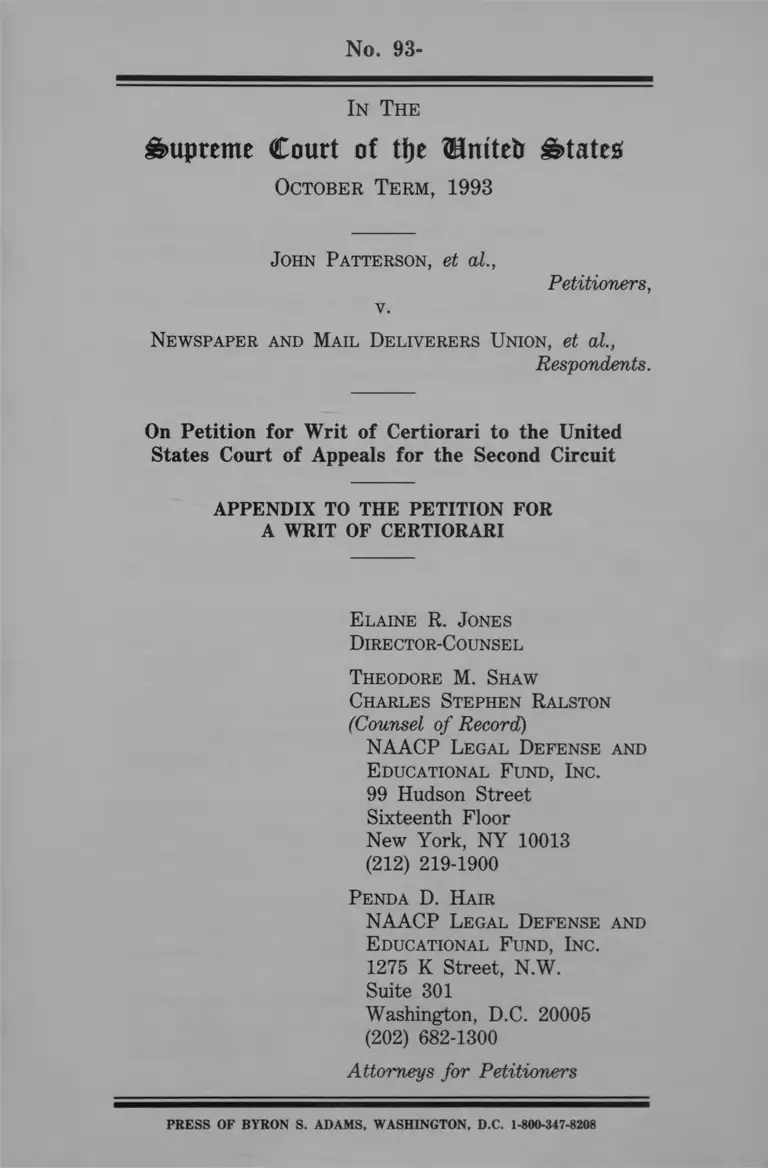 No. 93-
IN THE
Supreme Court of the United States
OCTOBER TERM, 1993
JOHN PATTERSON, et al.,
Petitioners,
v.
NEWSPAPER AND MAIL DELIVERERS UNION, et al.,
Respondents.
On Petition for Writ of Certiorari to the United
States Court of Appeals for the Second Circuit
APPENDIX TO THE PETITION FOR
A WRIT OF CERTIORARI
ELAINE R. JONES
DIRECTOR-COUNSEL
THEODORE M. SHAW
CHARLES STEPHEN RALSTON
(Counsel of Record)
NAACP LEGAL DEFENSE AND
EDUCATIONAL FUND, INC.
99 Hudson Street
Sixteenth Floor
New York, NY 10013
(212) 219-1900
PENDA D. HAIR
NAACP LEGAL DEFENSE AND
EDUCATIONAL FUND, INC.
1275 K Street, N.W.
Suite 301
Washington, D.C. 20005
(202) 682-1300
Attorneys for Petitioners
PRESS OF BYRON S. ADAMS, WASHINGTON, D.C. 1-800-347-8208